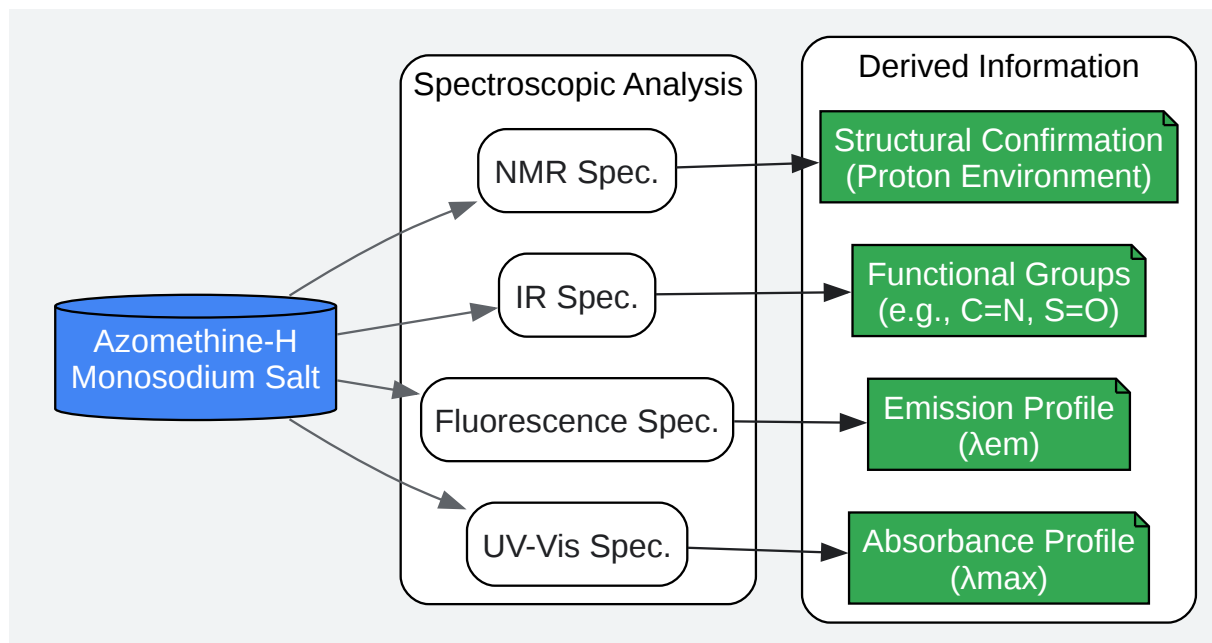 Azomethine-H
Monosodium Salt
Spectroscopic Analysis
NMR Spec.
IR Spec.
Fluorescence Spec.
UV-Vis Spec.
Derived Information
Structural Confirmation
(Proton Environment)
Functional Groups
(e.g., C=N, S=O)
Emission Profile
(λem)
Absorbance Profile
(λmax)